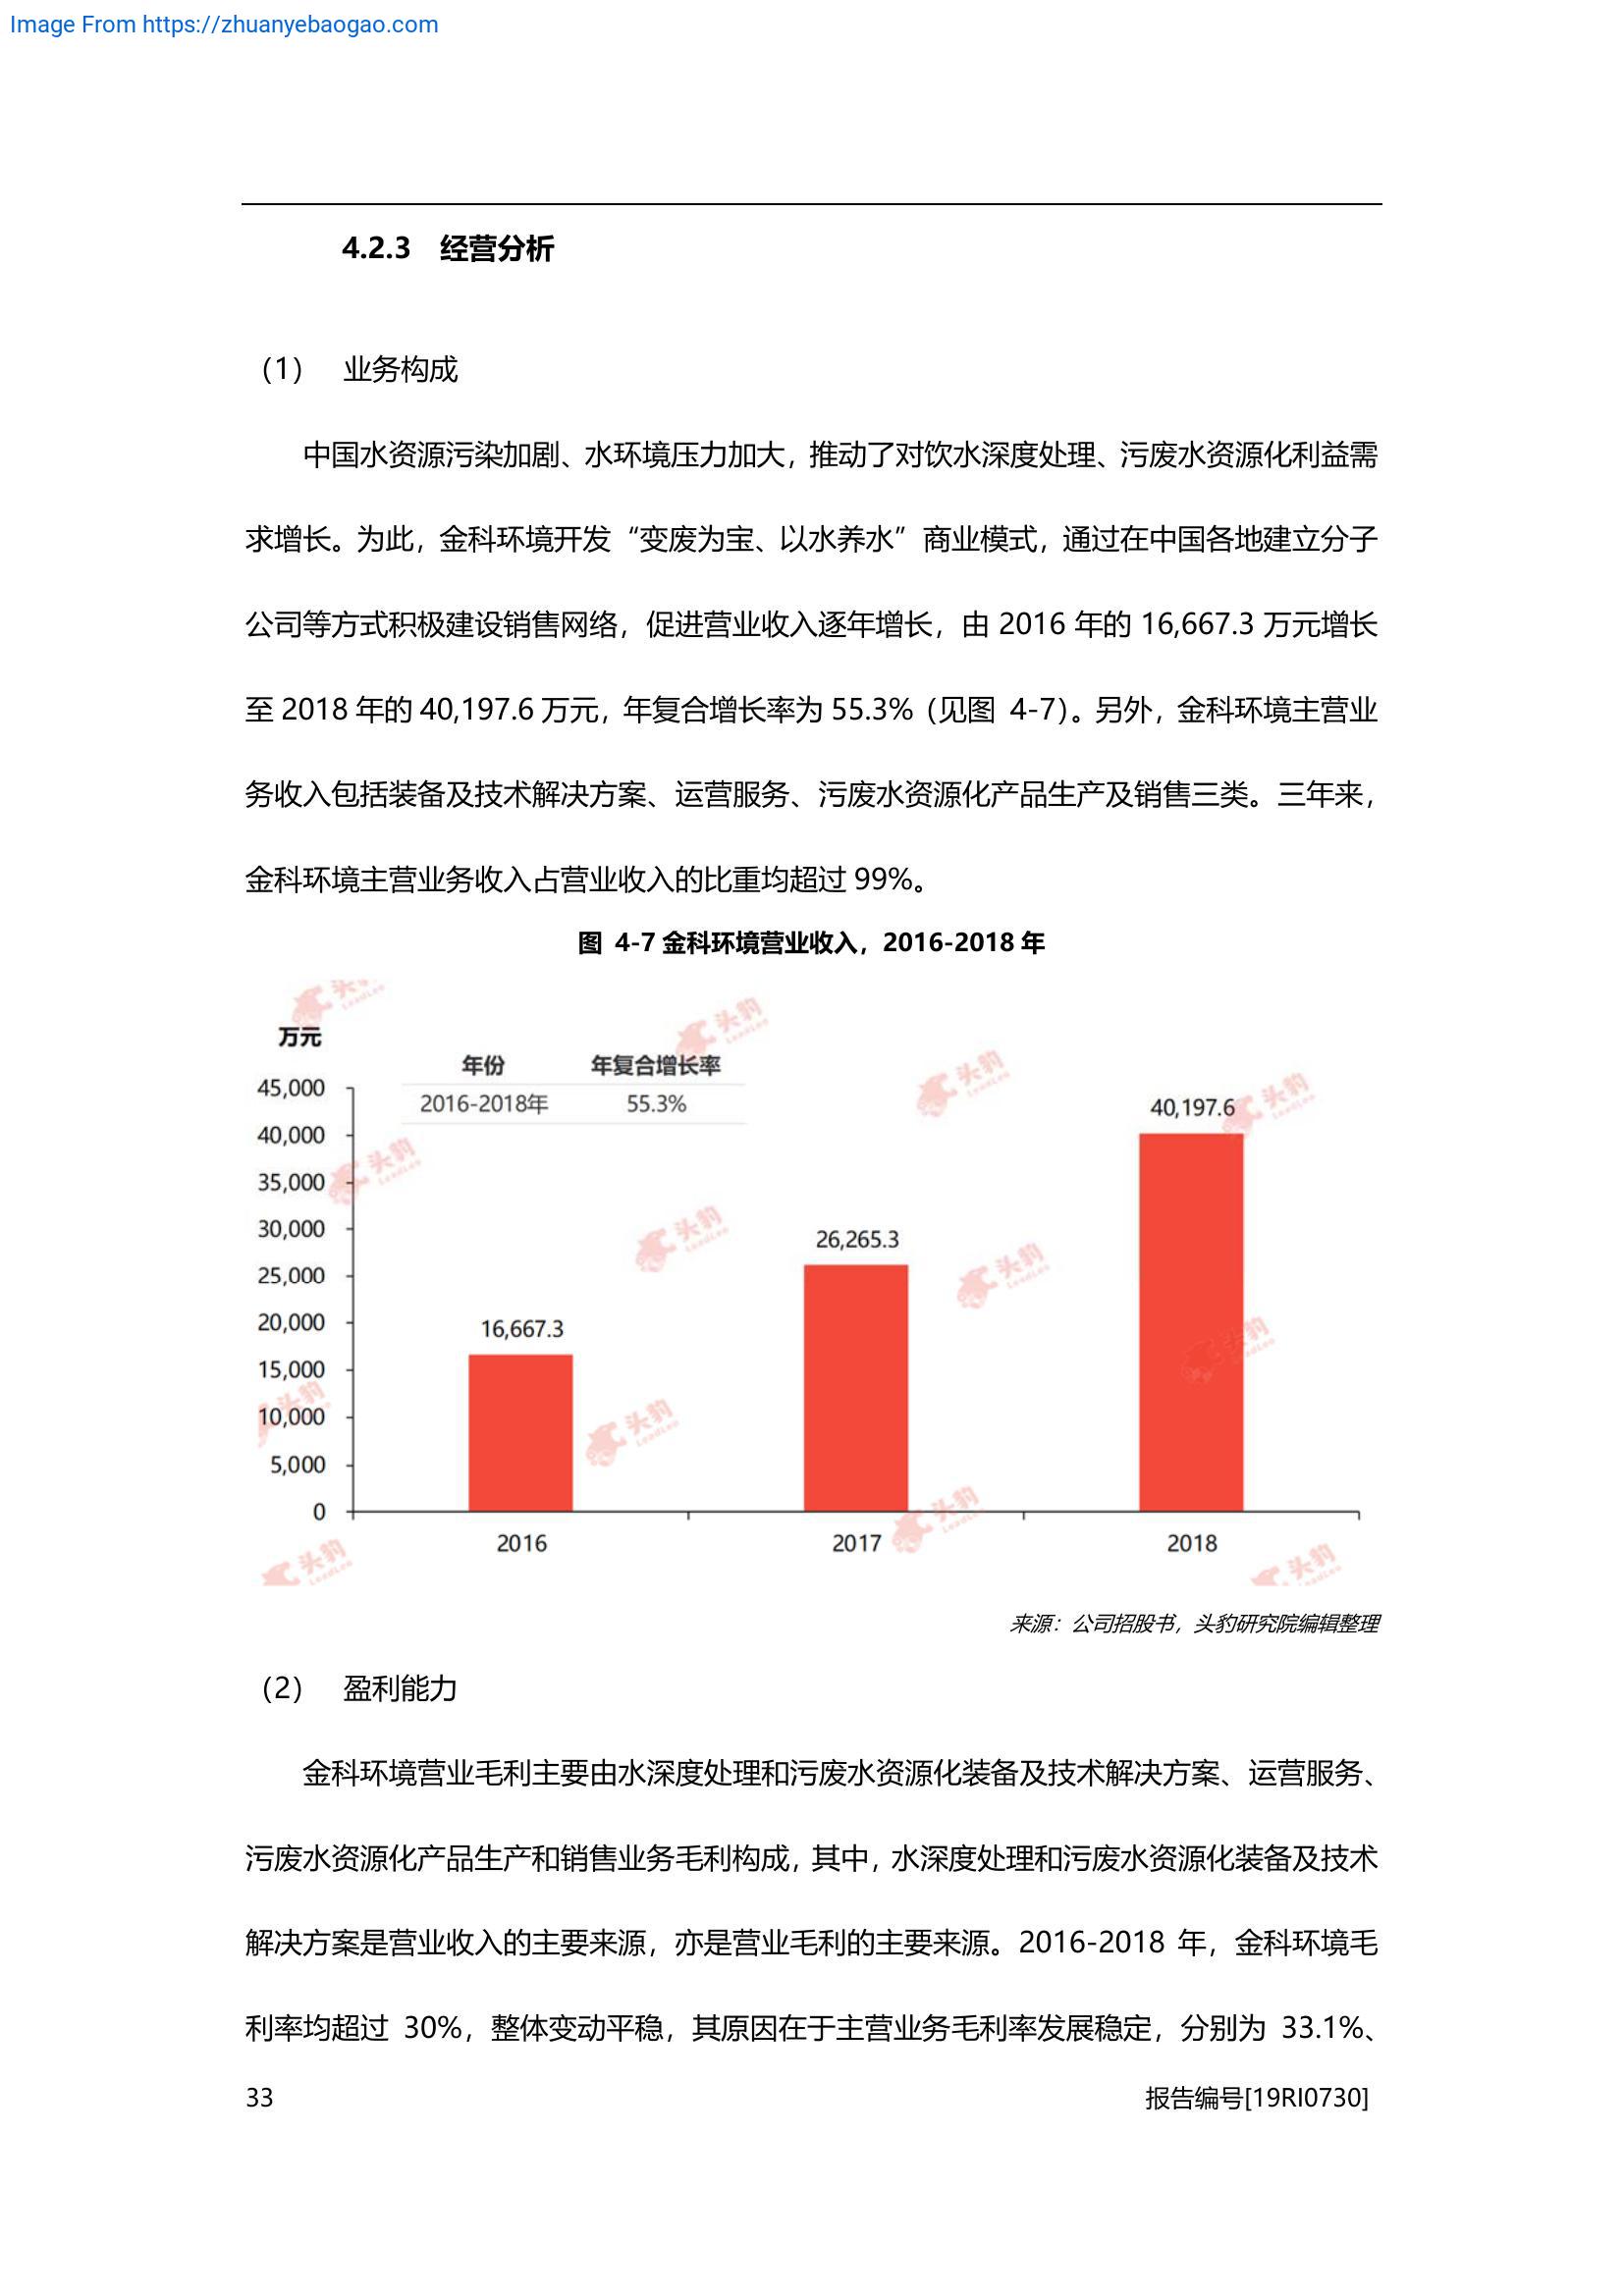 Image From https://zhuanyebaogao.com
4.2.3 经营分析
（1） 业务构成
中国水资源污染加剧、水环境压力加大，推动了对饮水深度处理、污废水资源化利益需
求增长。为此，金科环境开发“变废为宝、以水养水”商业模式，通过在中国各地建立分子
公司等方式积极建设销售网络，促进营业收入逐年增长，由 2016 年的 16,667.3 万元增长
至 2018 年的 40,197.6 万元，年复合增长率为 55.3%（见图 4-7）。另外，金科环境主营业
务收入包括装备及技术解决方案、运营服务、污废水资源化产品生产及销售三类。三年来，
金科环境主营业务收入占营业收入的比重均超过 99%。
图 4-7 金科环境营业收入，2016-2018 年
万元
年份 年复合增长率
2016-2018年 55.3%
45,000
40,000
35,000
30,000
25,000
20,000
15,000
10,000
5,000
0
16,667.3
26,265.3
40,197.6
2016 2017 2018
头豹
LeadLeo
来源：公司招股书，头豹研究院编辑整理
（2） 盈利能力
金科环境营业毛利主要由水深度处理和污废水资源化装备及技术解决方案、运营服务、
污废水资源化产品生产和销售业务毛利构成，其中，水深度处理和污废水资源化装备及技术
解决方案是营业收入的主要来源，亦是营业毛利的主要来源。2016-2018 年，金科环境毛
利率均超过 30%，整体变动平稳，其原因在于主营业务毛利率发展稳定，分别为 33.1%、
33 报告编号[19RI0730]